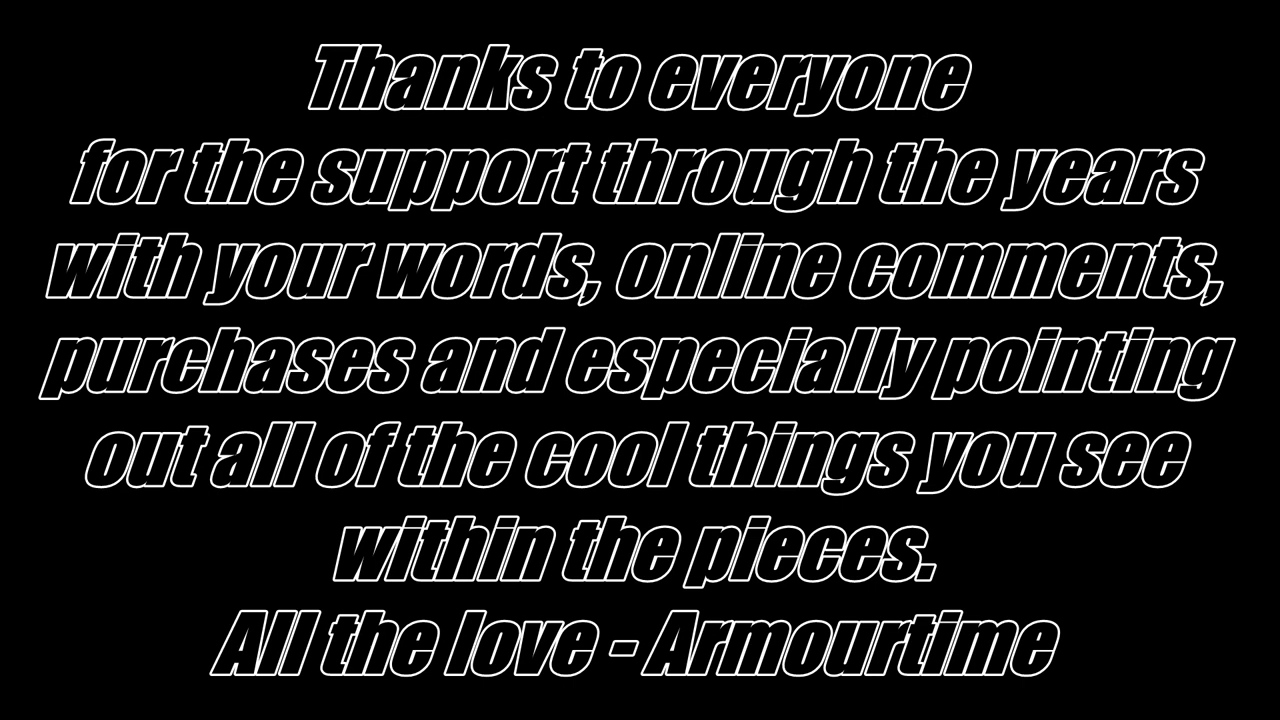 Thanks to everyone
for the support through the years
with your words, online comments,
purchases and especially pointing
out all of the cool things you see
within the pieces.
All the love - Armourtime